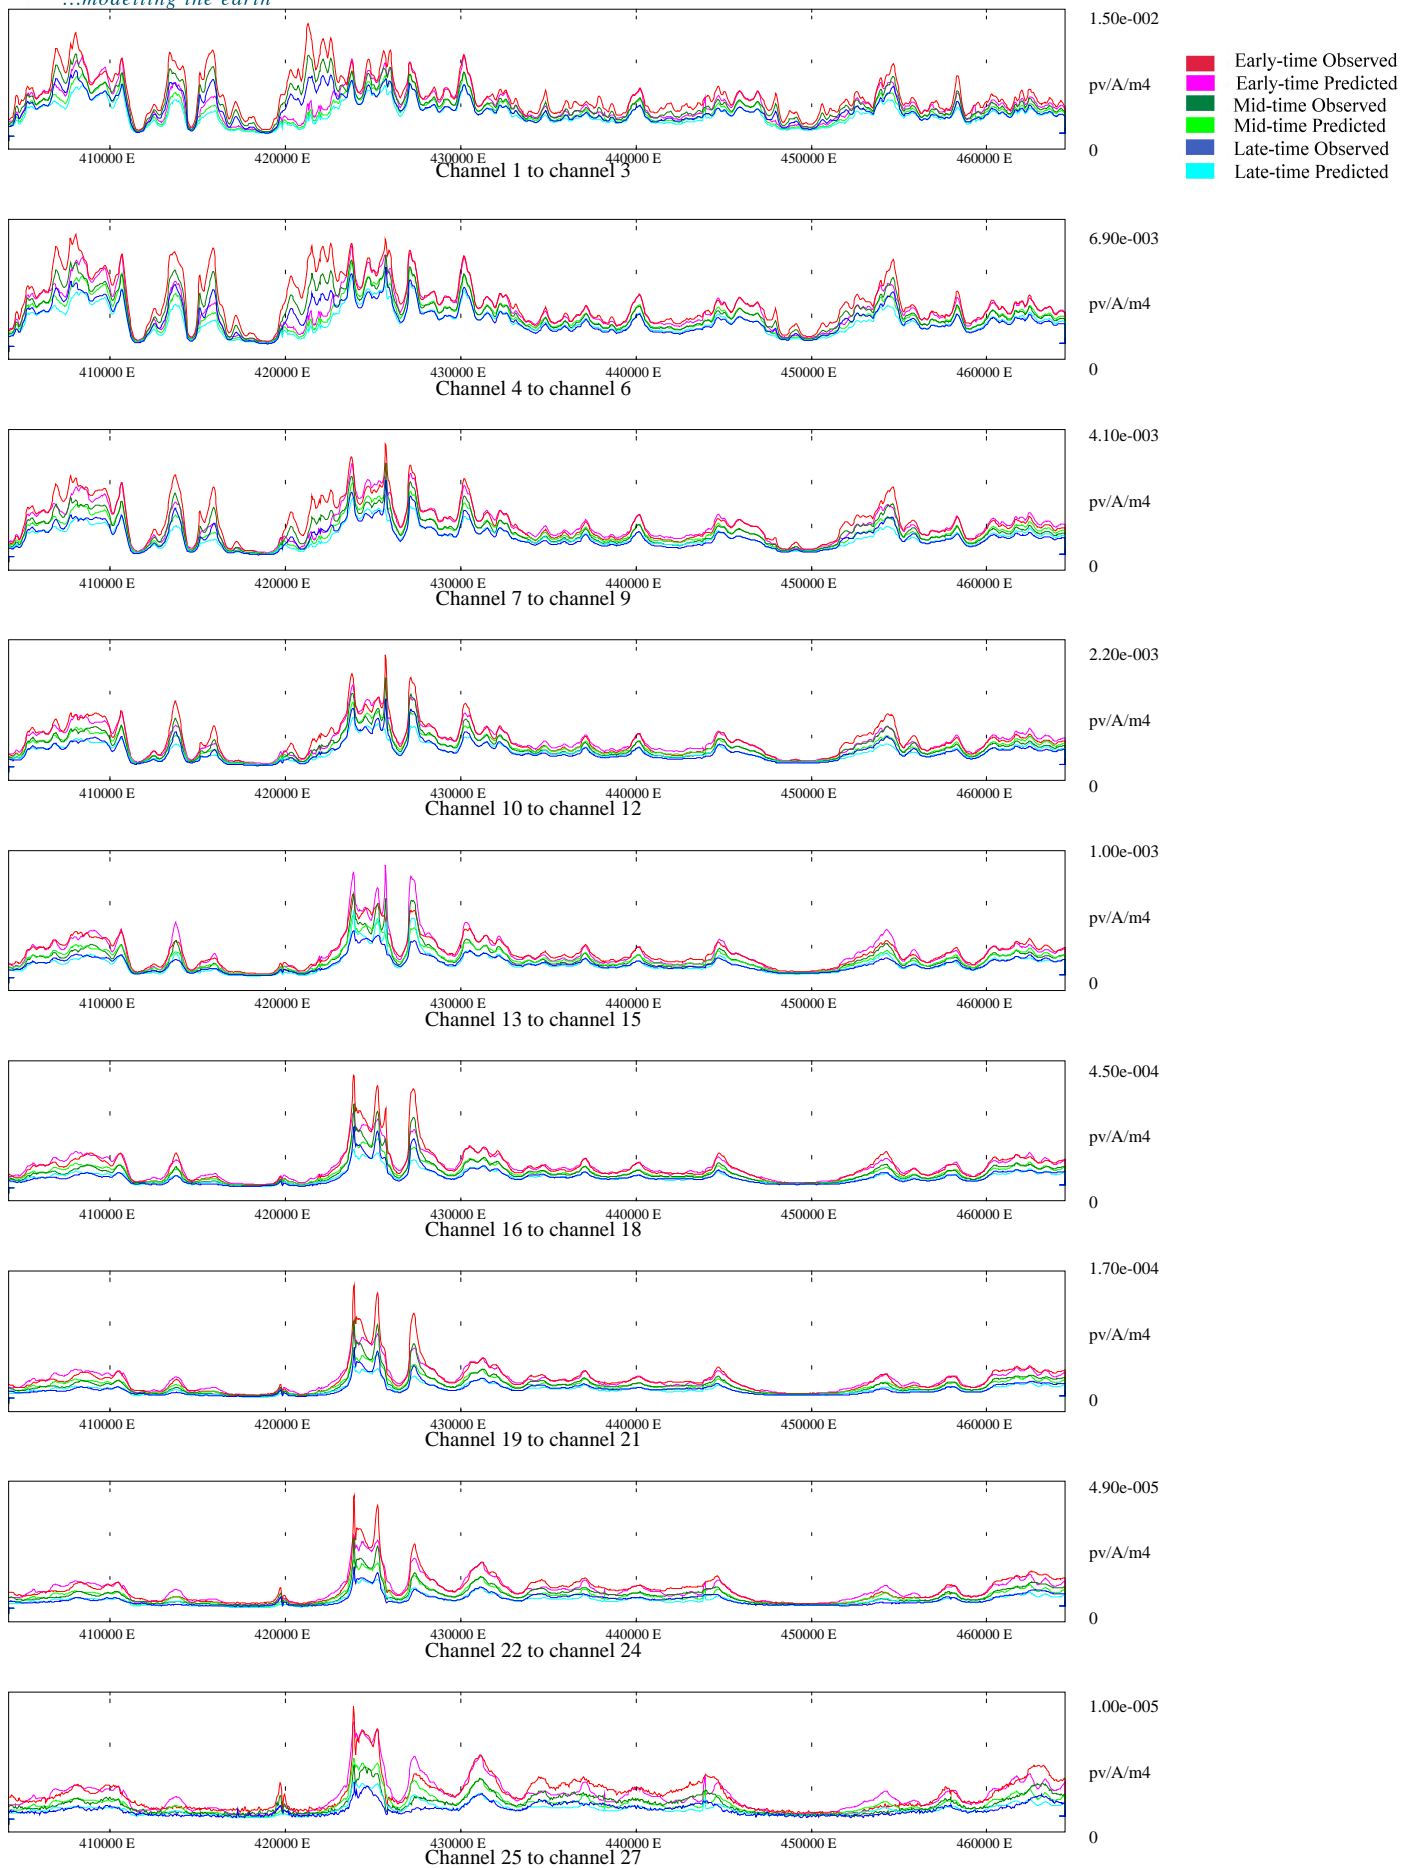 ...modelling the earth
1.50e-002
pv/A/m4
0
410000 E 420000 E 430000 E 440000 E 450000 E 460000 E
Channel 1 to channel 3
Early-time Observed
Early-time Predicted
Mid-time Observed
Mid-time Predicted
Late-time Observed
Late-time Predicted
6.90e-003
pv/A/m4
0
410000 E 420000 E 430000 E 440000 E 450000 E 460000 E
Channel 4 to channel 6
4.10e-003
pv/A/m4
0
410000 E 420000 E 430000 E 440000 E 450000 E 460000 E
Channel 7 to channel 9
2.20e-003
pv/A/m4
0
410000 E 420000 E 430000 E 440000 E 450000 E 460000 E
Channel 10 to channel 12
1.00e-003
pv/A/m4
0
410000 E 420000 E 430000 E 440000 E 450000 E 460000 E
Channel 13 to channel 15
4.50e-004
pv/A/m4
0
410000 E 420000 E 430000 E 440000 E 450000 E 460000 E
Channel 16 to channel 18
1.70e-004
pv/A/m4
0
410000 E 420000 E 430000 E 440000 E 450000 E 460000 E
Channel 19 to channel 21
4.90e-005
pv/A/m4
0
410000 E 420000 E 430000 E 440000 E 450000 E 460000 E
Channel 22 to channel 24
1.00e-005
pv/A/m4
0
410000 E 420000 E 430000 E 440000 E 450000 E 460000 E
Channel 25 to channel 27